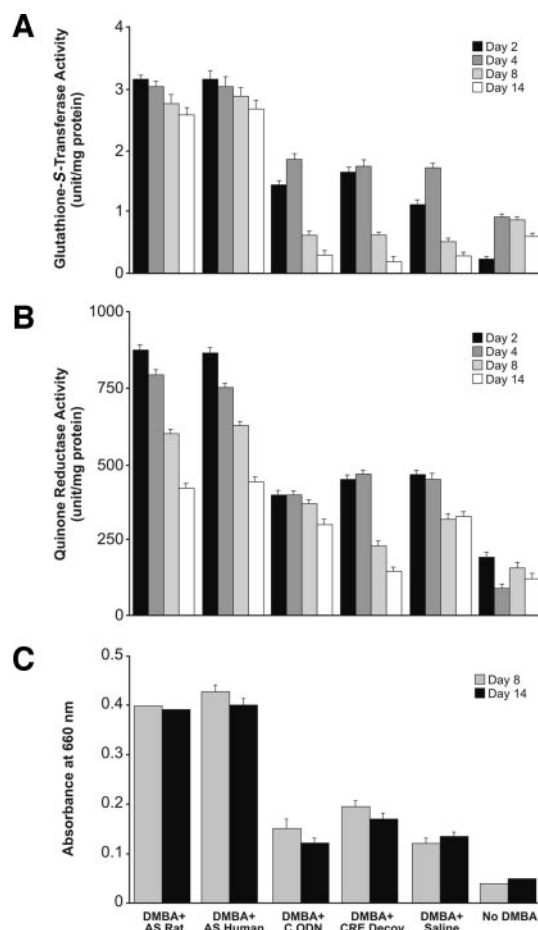 A
Glutathione-S-Transferase Activity
(unit/mg protein)
4
3
2
1
0
Day 2
Day 4
Day 8
Day 14
B
Quinone Reductase Activity
(unit/mg protein)
1000
750
500
250
0
Day 2
Day 4
Day 8
Day 14
C
Absorbance at 660 nm
0.5
0.4
0.3
0.2
0.1
0
Day 8
Day 14
DMBA+ AS Rat
DMBA+ AS Human
DMBA+ C ODN
DMBA+ CRE Decoy
DMBA+ Saline
No DMBA